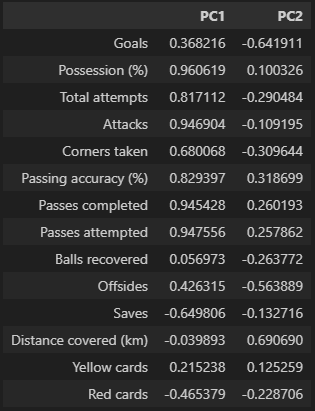 PC1 PC2
Goals 0.368216 -0.641911
Possession (%) 0.960619 0.100326
Total attempts 0.817112 -0.290484
Attacks 0.946904 -0.109195
Corners taken 0.680068 -0.309644
Passing accuracy (%) 0.829397 0.318699
Passes completed 0.945428 0.260193
Passes attempted 0.947556 0.257862
Balls recovered 0.056973 -0.263772
Offsides 0.426315 -0.563889
Saves -0.649806 -0.132716
Distance covered (km) -0.039893 0.690690
Yellow cards 0.215238 0.125259
Red cards -0.465379 -0.228706